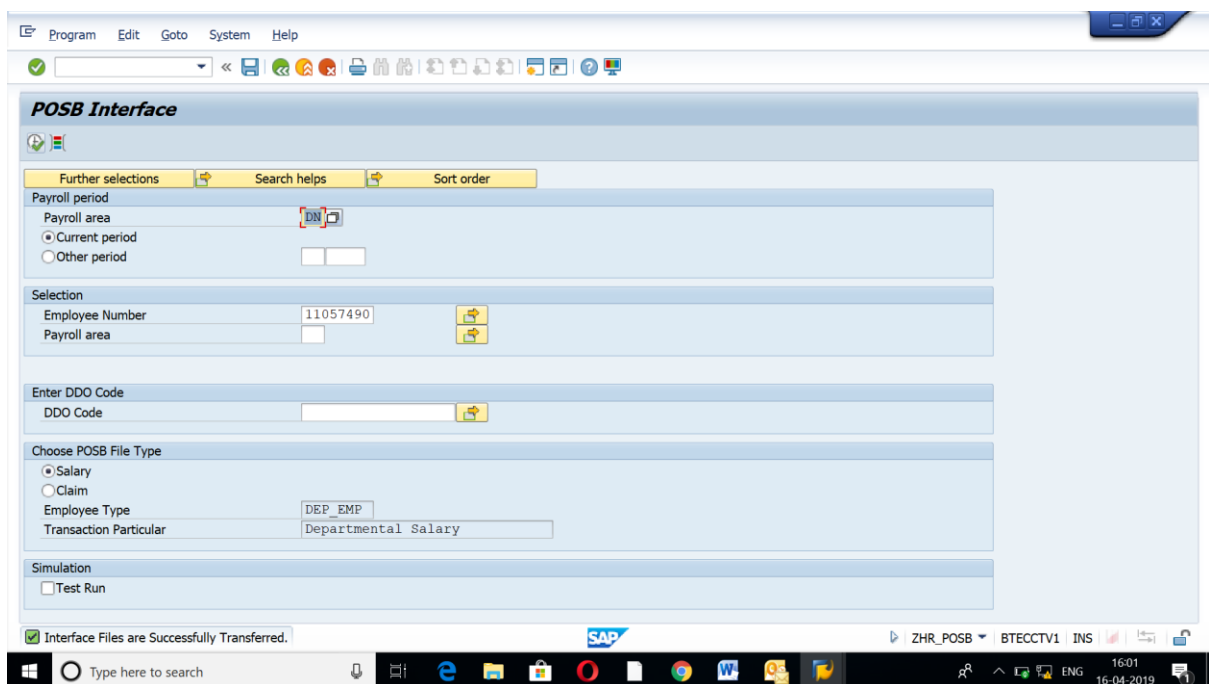 Program Edit Goto System Help
POSB Interface
Further selections Search helps Sort order
Payroll period
Payroll area DN
Current period
Other period
Selection
Employee Number 11057490
Payroll area
Enter DDO Code
DDO Code
Choose POSB File Type
Salary
Claim
Employee Type DEP_EMP
Transaction Particular Departmental Salary
Simulation
Test Run
Interface Files are Successfully Transferred. SAP ZHR_POSB BTECCTV1 INS
Type here to search ENG 16:01
16-04-2019